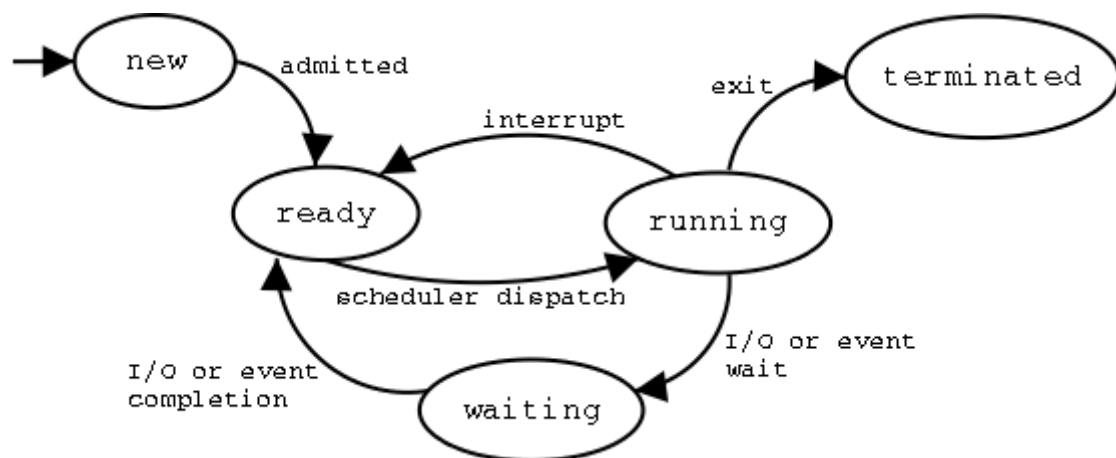 new
admitted
terminated
exit
interrupt
ready
running
scheduler dispatch
I/O or event
wait
I/O or event
completion
waiting